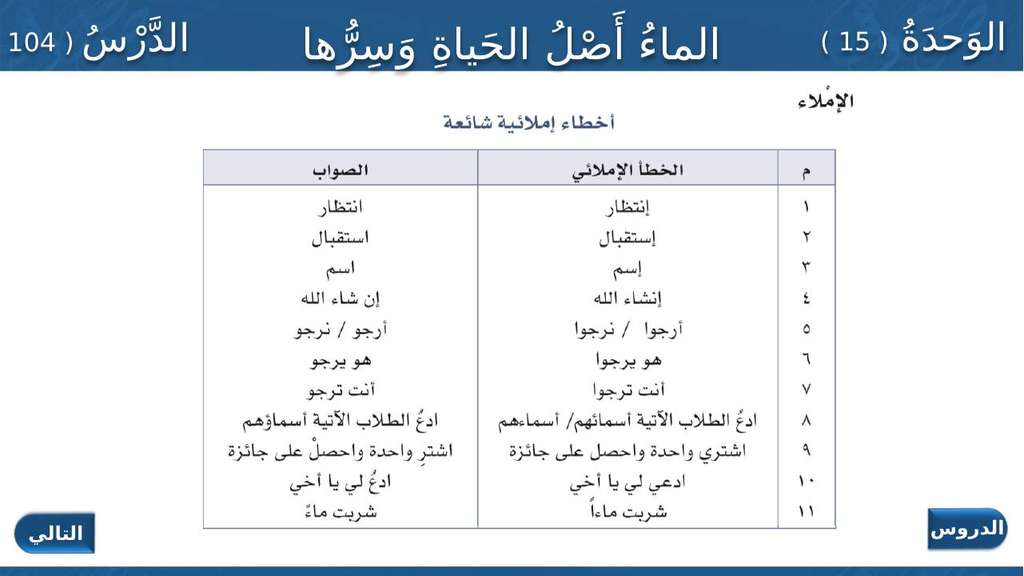 الوَحدَةُ ( 15 )
الماءُ أَصْلُ الحَياةِ وَسِرُّها
الدَّرْسُ ( 104
الإمْلاء
أخطاء إملائية شائعة
م الخطأ الإملائي الصواب
١ إنتظار انتظار
٢ إستقبال استقبال
٣ إسم اسم
٤ إنشاء الله إن شاء الله
٥ أرجوا / نرجوا أرجو / نرجو
٦ هو يرجوا هو يرجو
٧ أنت ترجوا أنت ترجو
٨ ادعُ الطلاب الآتية أسمائهم/ أسماءهم ادعُ الطلاب الآتية أسماؤهم
٩ اشتري واحدة واحصل على جائزة اشترِ واحدة واحصلْ على جائزة
١٠ ادعي لي يا أخي ادعُ لي يا أخي
١١ شربت ماءاً شربت ماءً
الدروس
التالي